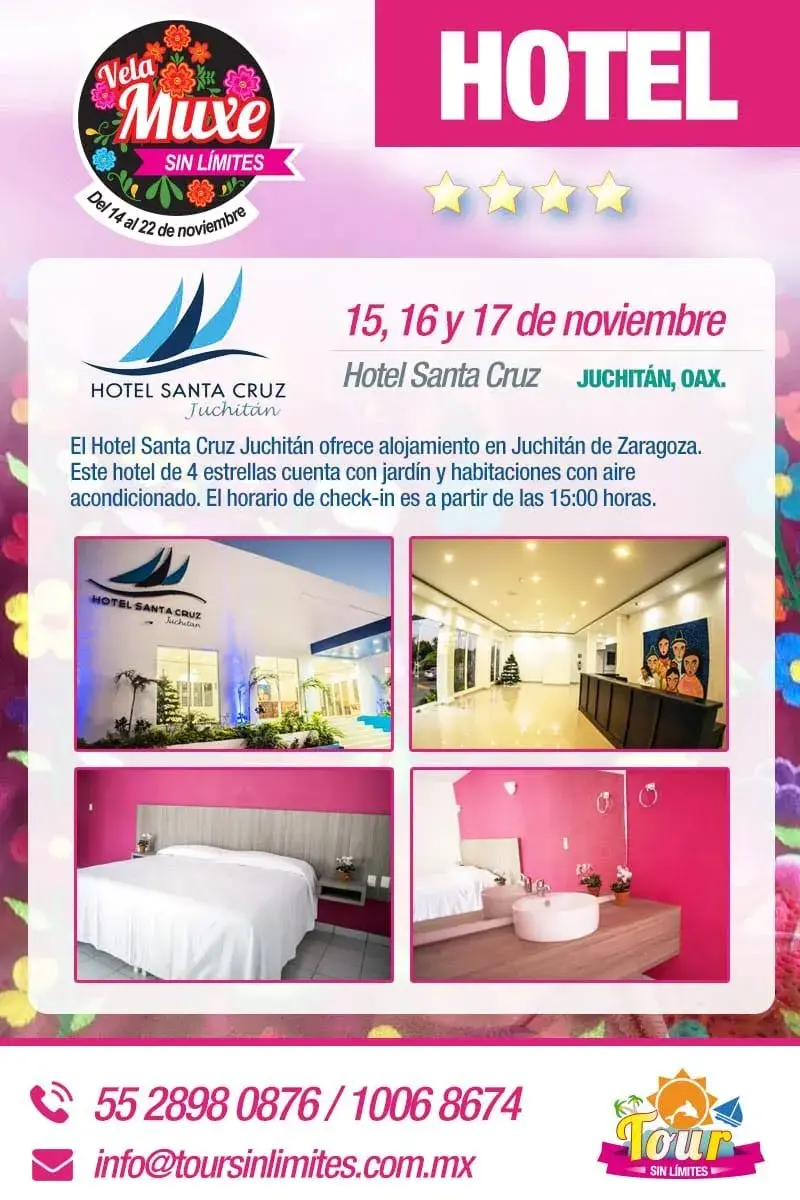 Vela
Muxe
SIN LÍMITES
Del 14 al 22 de noviembre
HOTEL
HOTEL SANTA CRUZ
Juchitán
15, 16 y 17 de noviembre
Hotel Santa Cruz JUCHITÁN, OAX.
El Hotel Santa Cruz Juchitán ofrece alojamiento en Juchitán de Zaragoza.
Este hotel de 4 estrellas cuenta con jardín y habitaciones con aire
acondicionado. El horario de check-in es a partir de las 15:00 horas.
HOTEL SANTA CRUZ
Juchitán
55 2898 0876 / 1006 8674
info@toursinlimites.com.mx
Tour
SIN LÍMITES